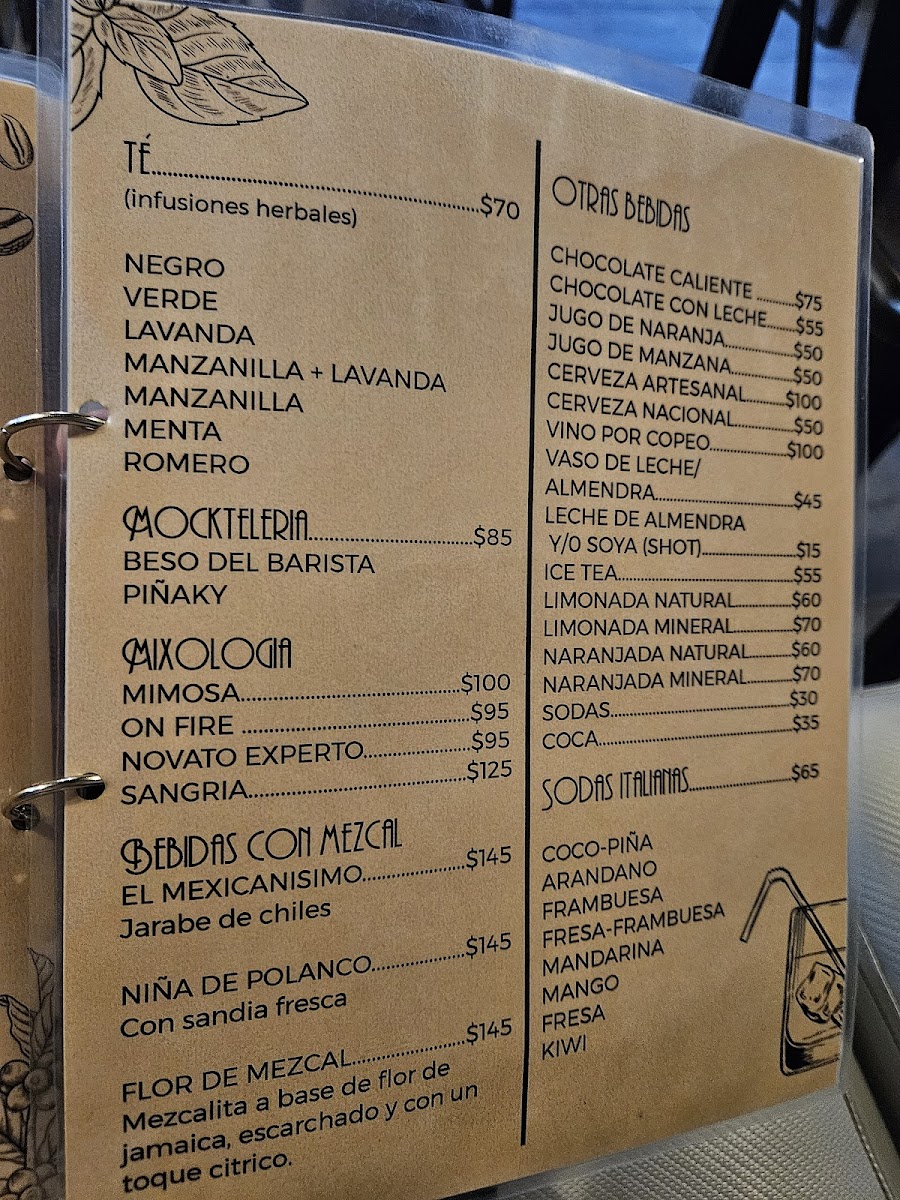 TÉ.....$70
(infusiones herbales)
NEGRO
VERDE
LAVANDA
MANZANILLA + LAVANDA
MANZANILLA
MENTA
ROMERO
MOCKTELERIA.....$85
BESO DEL BARISTA
PIÑAKY
MIXOLOGIA
MIMOSA.....$100
ON FIRE.....$95
NOVATO EXPERTO.....$95
SANGRIA.....$125
BEBIDAS CON MEZCAL
EL MEXICANISIMO.....$145
Jarabe de chiles
NIÑA DE POLANCO.....$145
Con sandia fresca
FLOR DE MEZCAL.....$145
Mezcalita a base de flor de
jamaica, escarchado y con un
toque citrico.
OTRAS BEBIDAS
CHOCOLATE CALIENTE.....$75
CHOCOLATE CON LECHE.....$55
JUGO DE NARANJA.....$50
JUGO DE MANZANA.....$50
CERVEZA ARTESANAL.....$100
CERVEZA NACIONAL.....$50
VINO POR COPEO.....$100
VASO DE LECHE/
ALMENDRA.....$45
LECHE DE ALMENDRA
Y/0 SOYA (SHOT).....$15
ICE TEA.....$55
LIMONADA NATURAL.....$60
LIMONADA MINERAL.....$70
NARANJADA NATURAL.....$60
NARANJADA MINERAL.....$70
SODAS.....$30
COCA.....$35
SODAS ITALIANAS.....$65
COCO-PIÑA
ARANDANO
FRAMBUESA
FRESA-FRAMBUESA
MANDARINA
MANGO
FRESA
KIWI